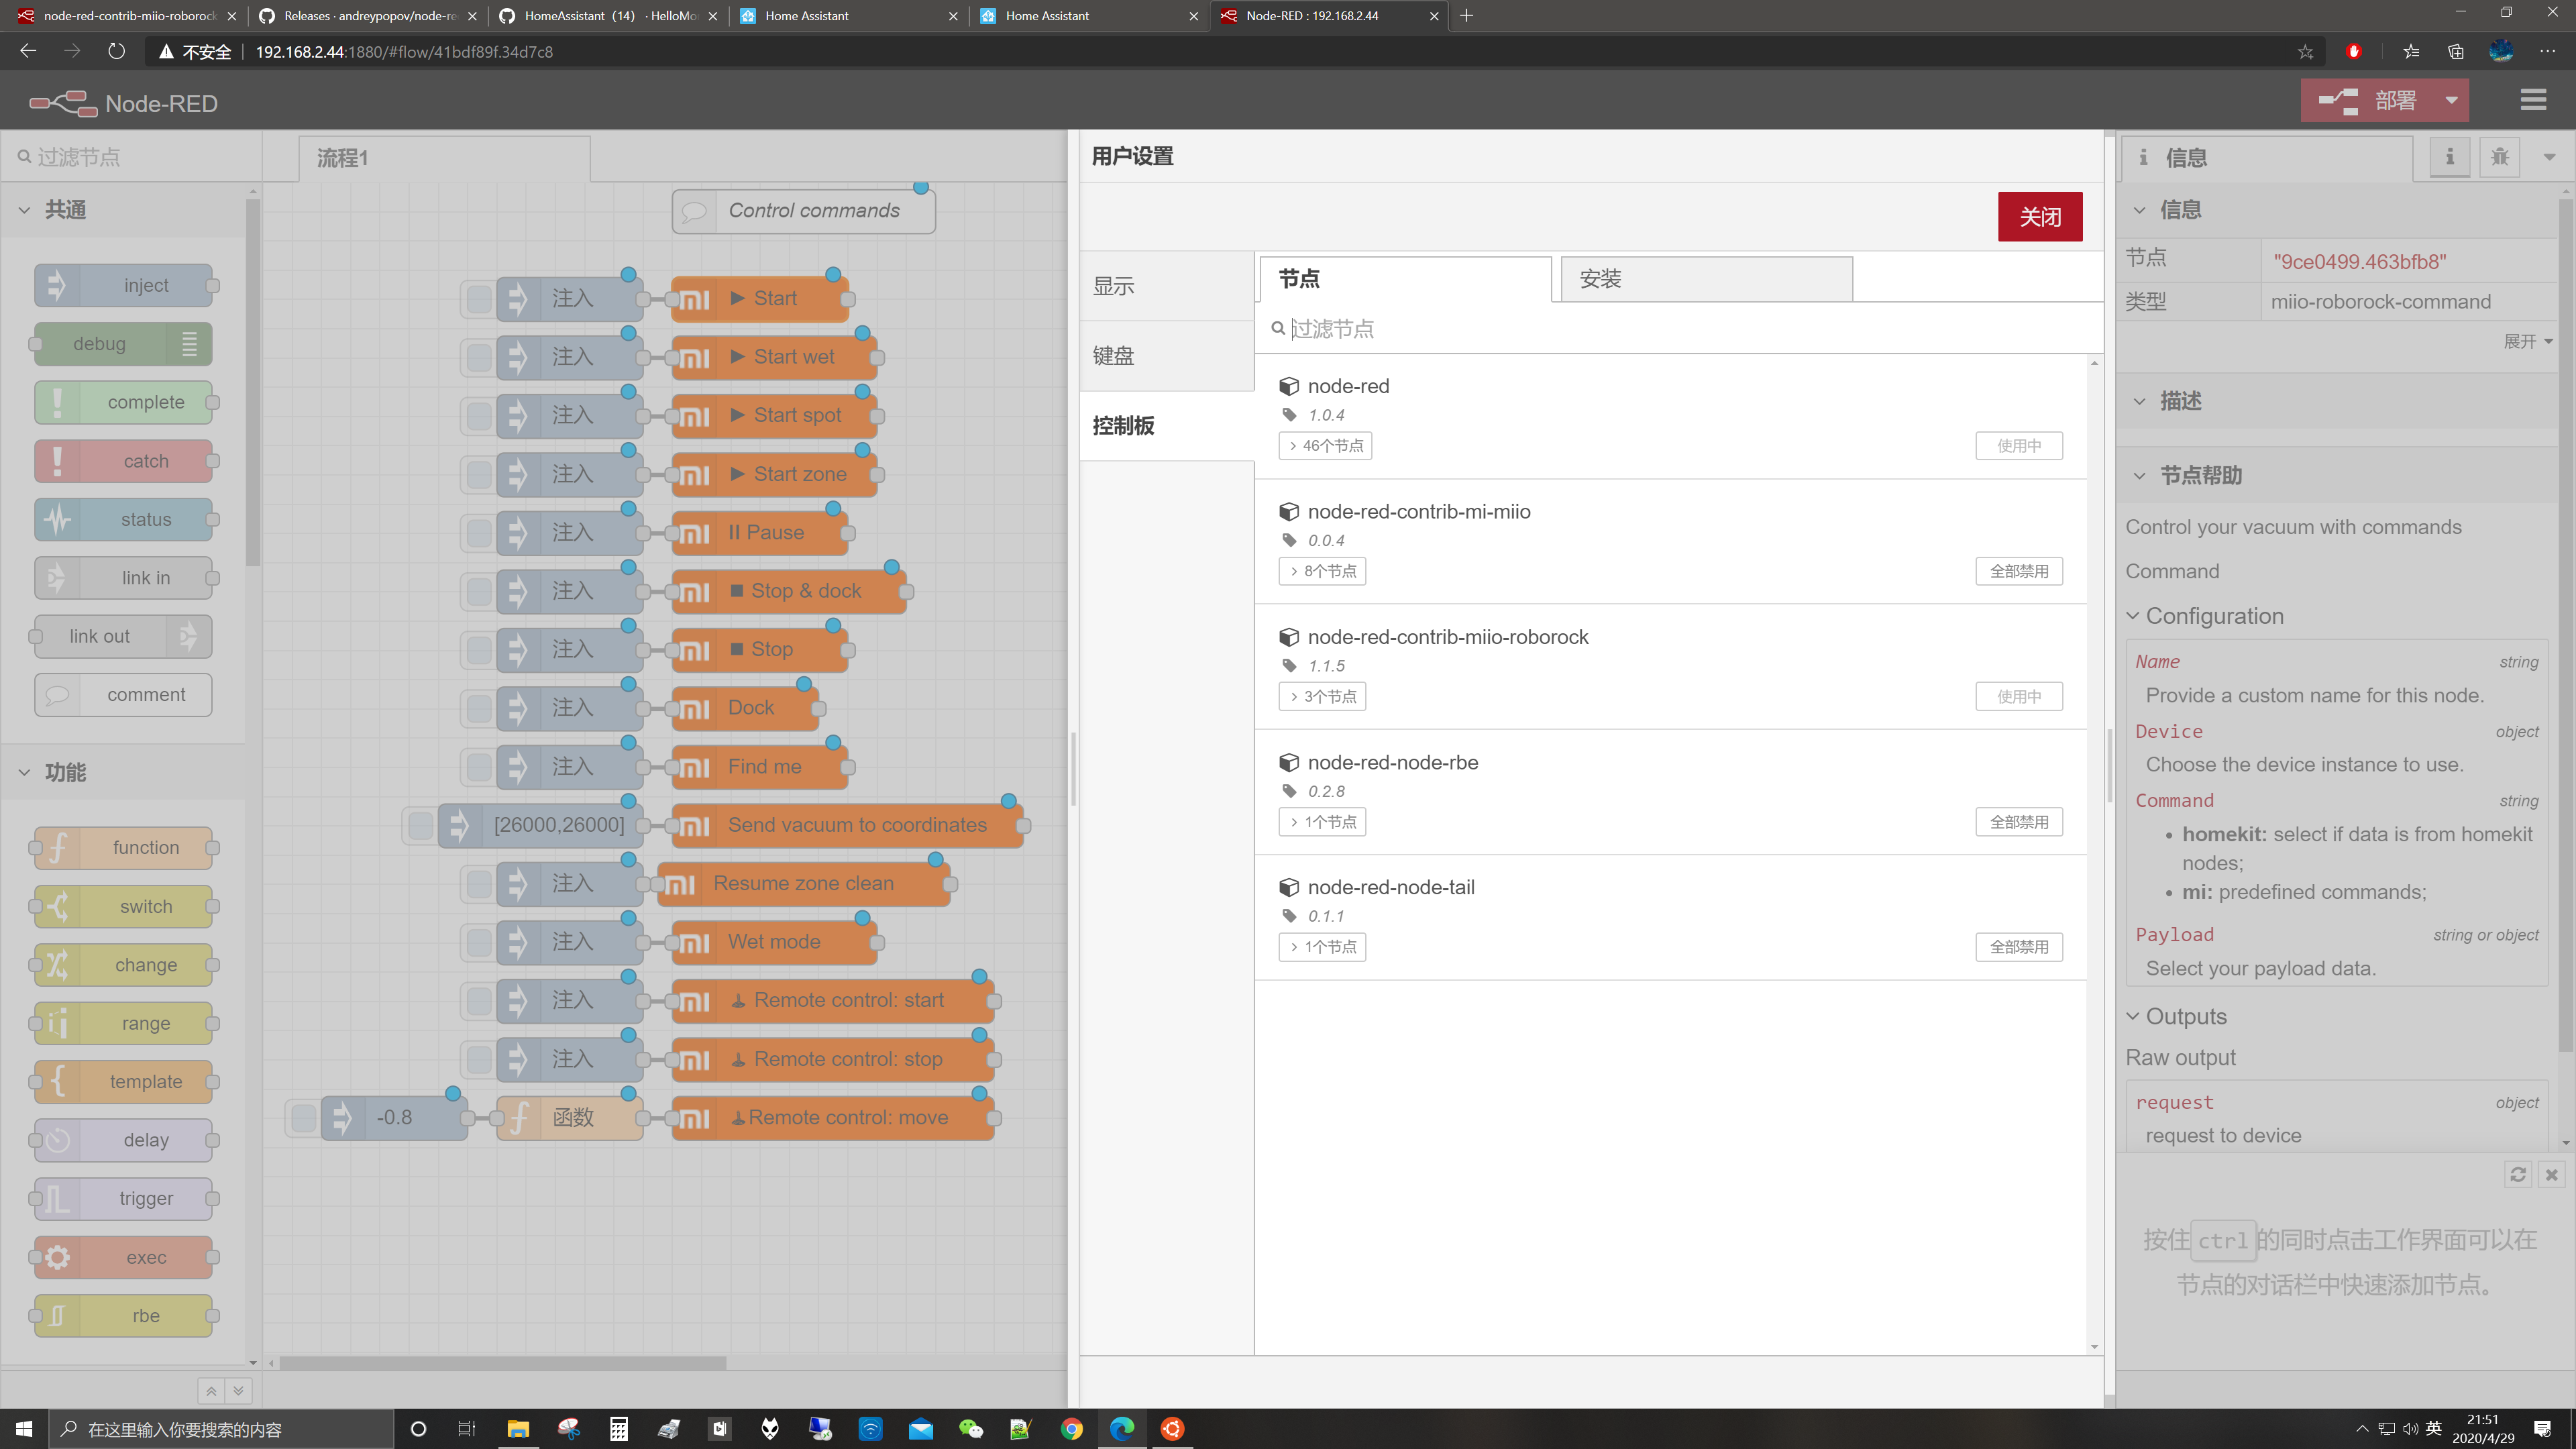 node-red-contrib-miio-roborock
Releases · andreypopov/node-re
HomeAssistant（14） · HelloMo
Home Assistant
Home Assistant
Node-RED : 192.168.2.44
不安全
192.168.2.44:1880/#flow/41bdf89f.34d7c8
Node-RED
部署
过滤节点
共通
inject
debug
complete
catch
status
link in
link out
comment
功能
function
switch
change
range
template
delay
trigger
exec
rbe
流程1
Control commands
注入
Start
注入
Start wet
注入
Start spot
注入
Start zone
注入
Pause
注入
Stop & dock
注入
Stop
注入
Dock
注入
Find me
[26000,26000]
Send vacuum to coordinates
注入
Resume zone clean
注入
Wet mode
注入
Remote control: start
注入
Remote control: stop
-0.8
函数
Remote control: move
用户设置
关闭
显示
键盘
控制板
节点
安装
过滤节点
node-red
1.0.4
46个节点
使用中
node-red-contrib-mi-miio
0.0.4
8个节点
全部禁用
node-red-contrib-miio-roborock
1.1.5
3个节点
使用中
node-red-node-rbe
0.2.8
1个节点
全部禁用
node-red-node-tail
0.1.1
1个节点
全部禁用
信息
信息
节点
"9ce0499.463bfb8"
类型
miio-roborock-command
展开
描述
节点帮助
Control your vacuum with commands
Command
Configuration
Name
string
Provide a custom name for this node.
Device
object
Choose the device instance to use.
Command
string
homekit: select if data is from homekit
nodes;
mi: predefined commands;
Payload
string or object
Select your payload data.
Outputs
Raw output
request
object
request to device
按住 ctrl 的同时点击工作界面可以在
节点的对话栏中快速添加节点。
在这里输入你要搜索的内容
英
21:51
2020/4/29